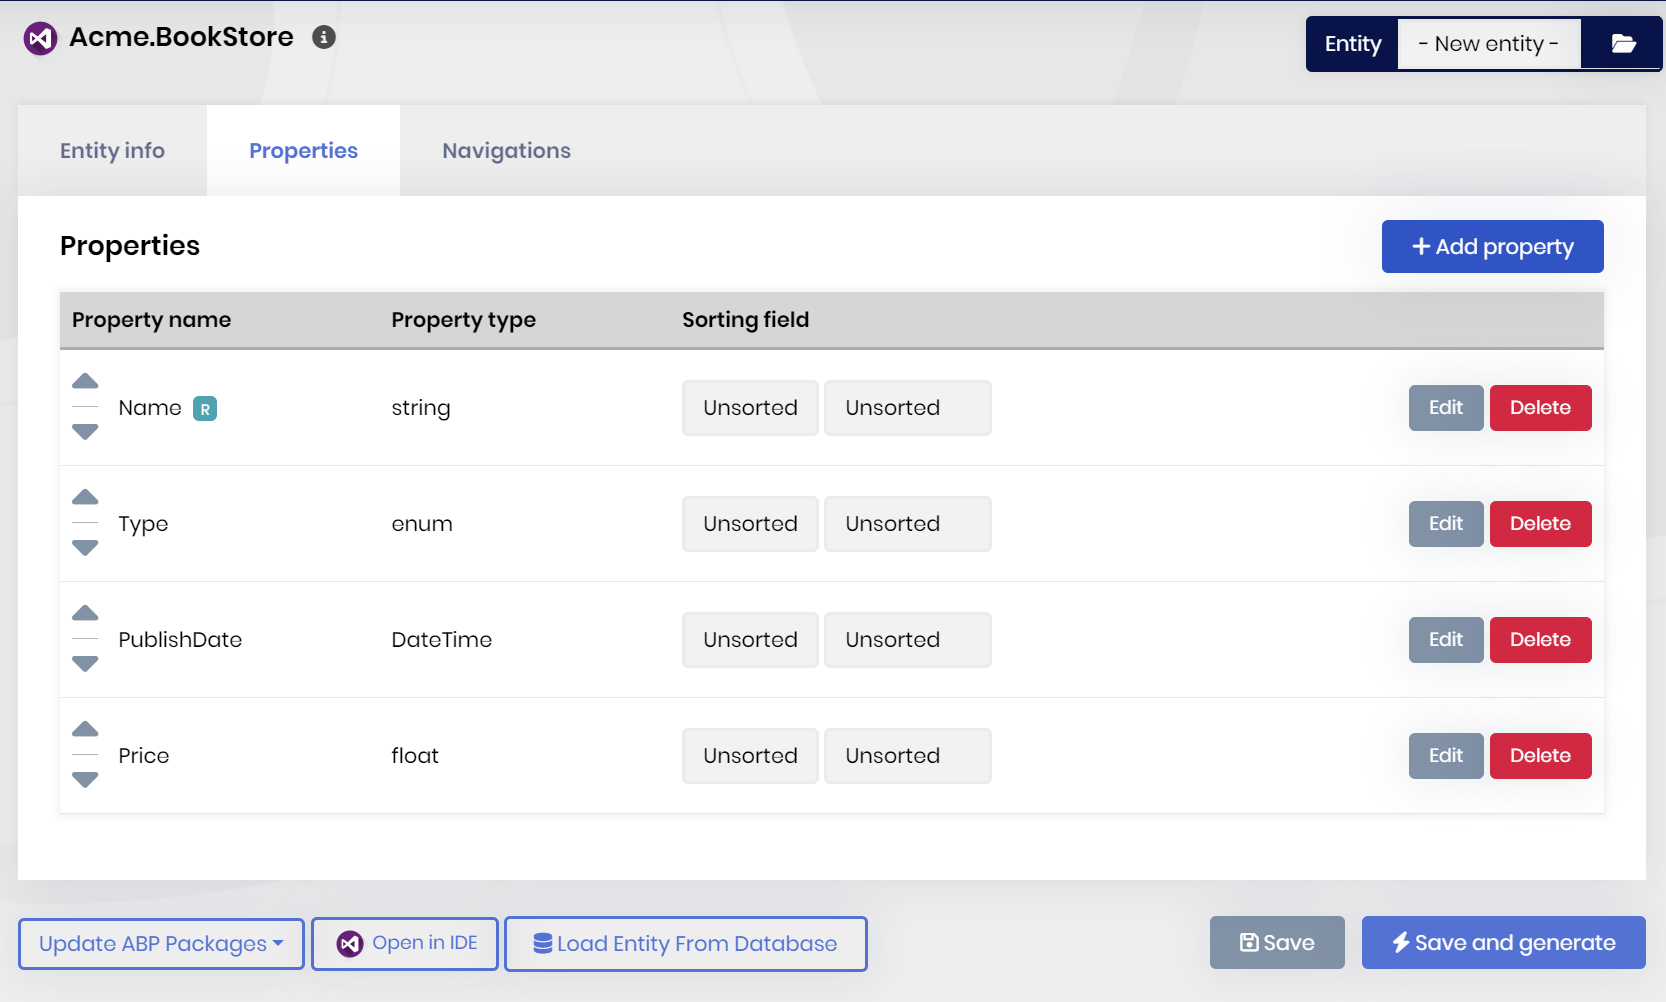 Acme.BookStore
Entity - New entity -
Entity info Properties Navigations
Properties
+ Add property
Property name Property type Sorting field
Name R string Unsorted Unsorted Edit Delete
Type enum Unsorted Unsorted Edit Delete
PublishDate DateTime Unsorted Unsorted Edit Delete
Price float Unsorted Unsorted Edit Delete
Update ABP Packages Open in IDE Load Entity From Database Save Save and generate